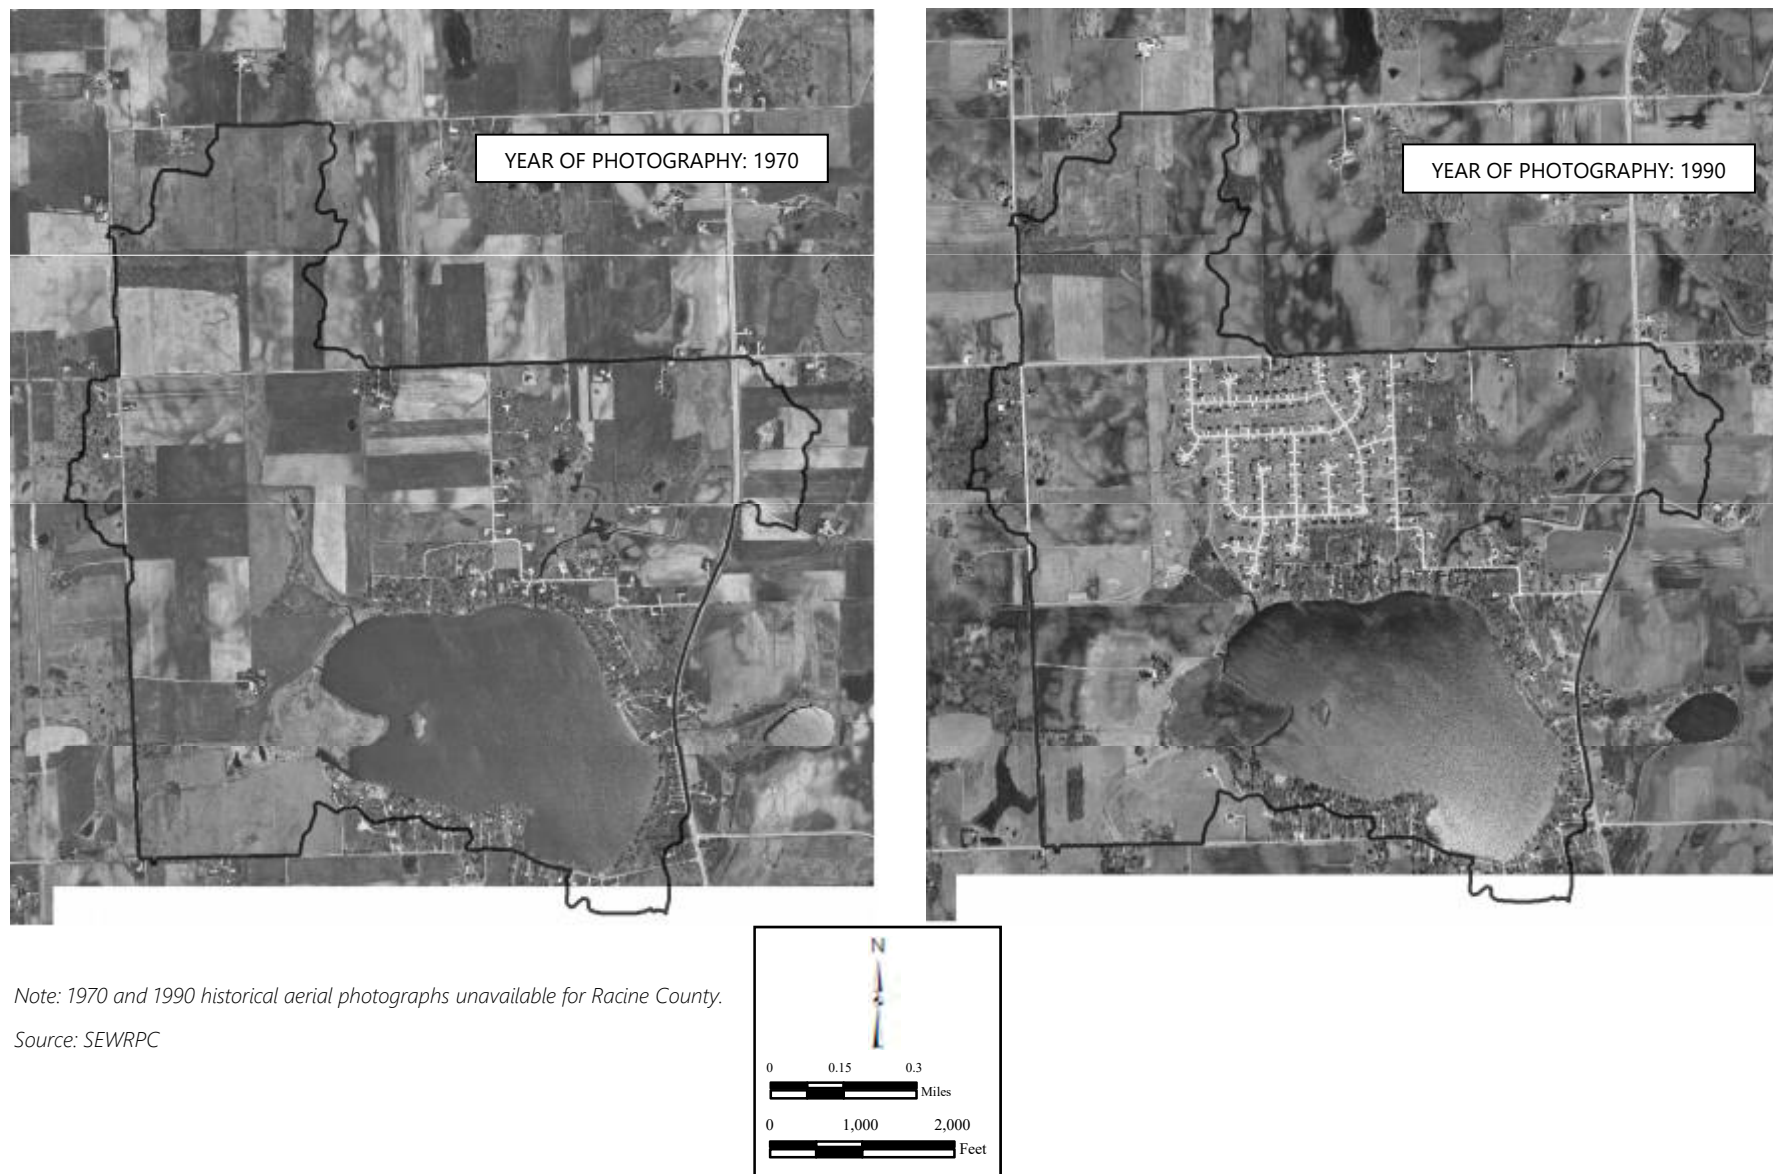 YEAR OF PHOTOGRAPHY: 1970
YEAR OF PHOTOGRAPHY: 1990
Note: 1970 and 1990 historical aerial photographs unavailable for Racine County.
Source: SEWRPC
N
0 0.15 0.3
Miles
0 1,000 2,000
Feet